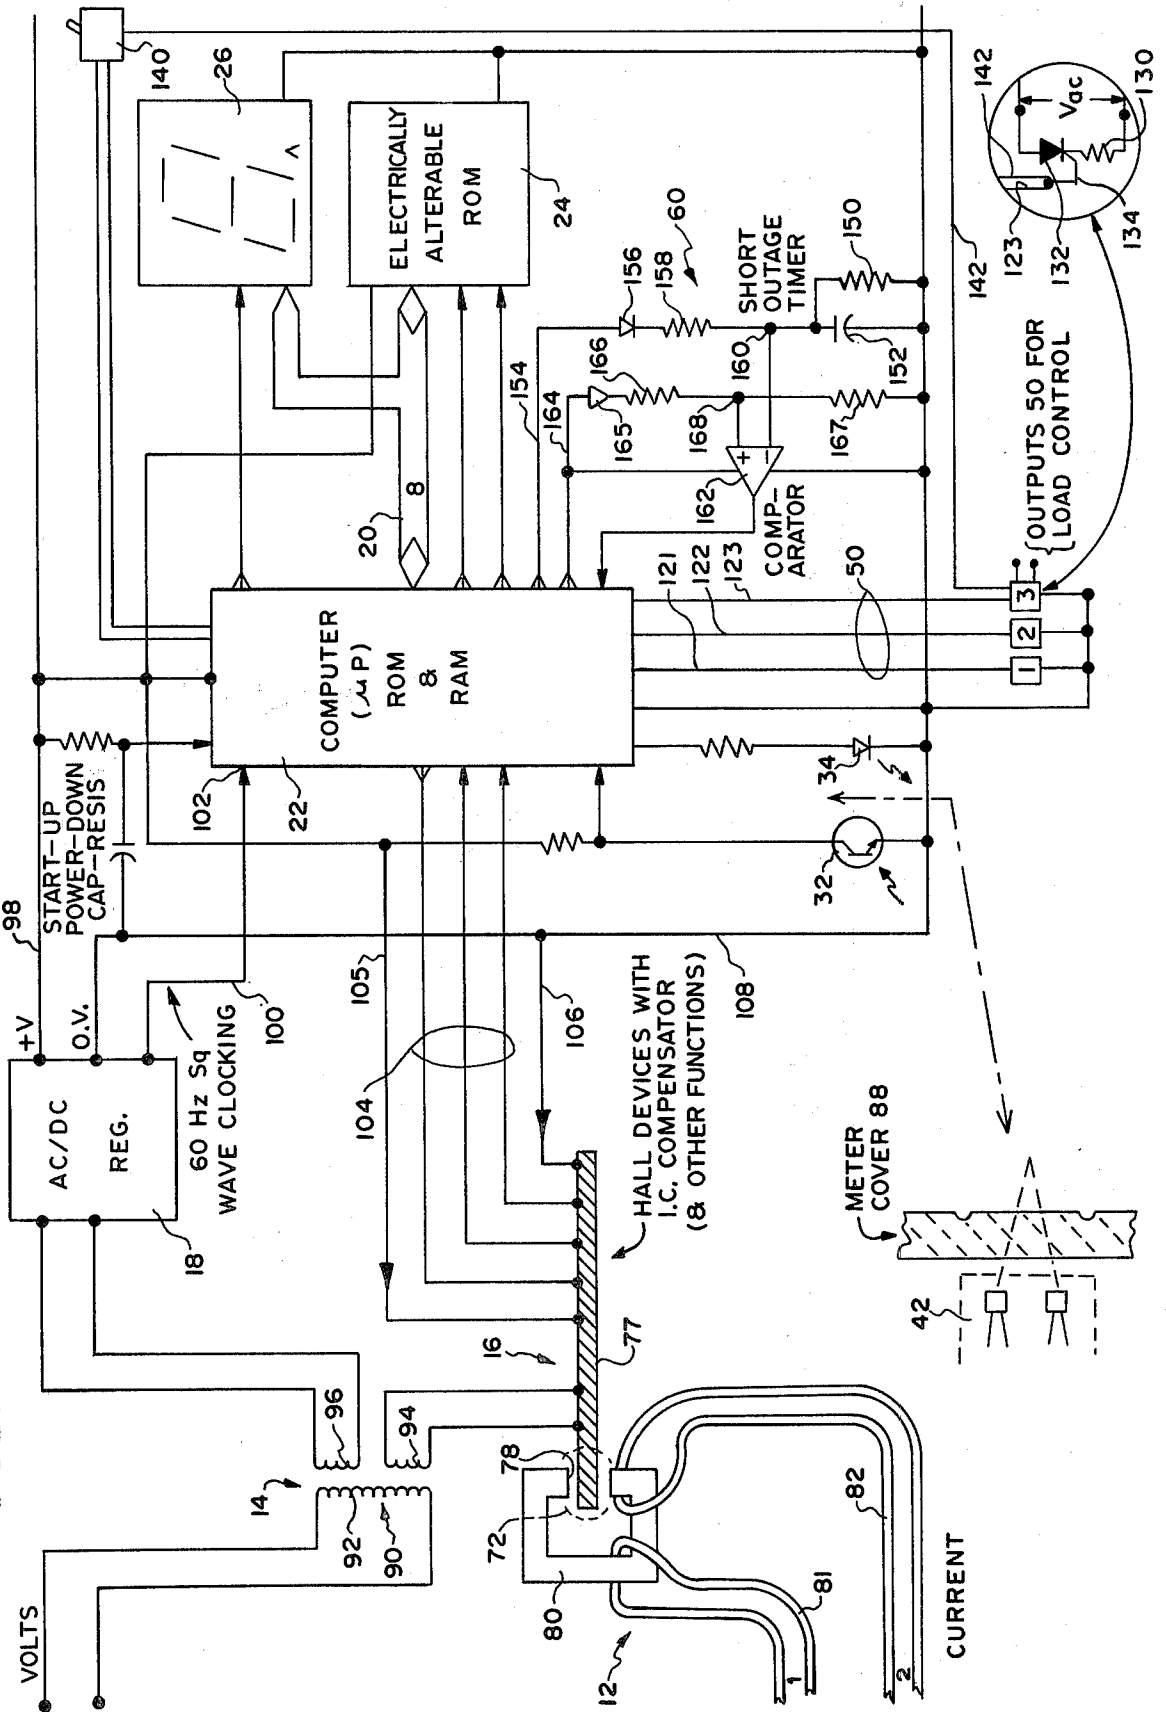 VOLTS
14
92
90
96
94
AC/DC
REG.
18
+V
O.V.
98
60 Hz Sq
WAVE CLOCKING
100
START-UP
POWER-DOWN
CAP-RESIS
102
22
COMPUTER
(μP)
ROM
&
RAM
140
26
ELECTRICALLY
ALTERABLE
ROM
24
20
8
154
164
156
158
60
166
165
168
160
SHORT
OUTAGE
TIMER
150
152
167
162
+
−
COMP-
ARATOR
121
122
123
50
1
2
3
OUTPUTS 50 FOR
LOAD CONTROL
142
142
123
132
134
130
Vac
34
32
105
104
106
108
HALL DEVICES WITH
I.C. COMPENSATOR
(& OTHER FUNCTIONS)
16
77
78
72
80
12
81
82
1
2
CURRENT
METER
COVER 88
42